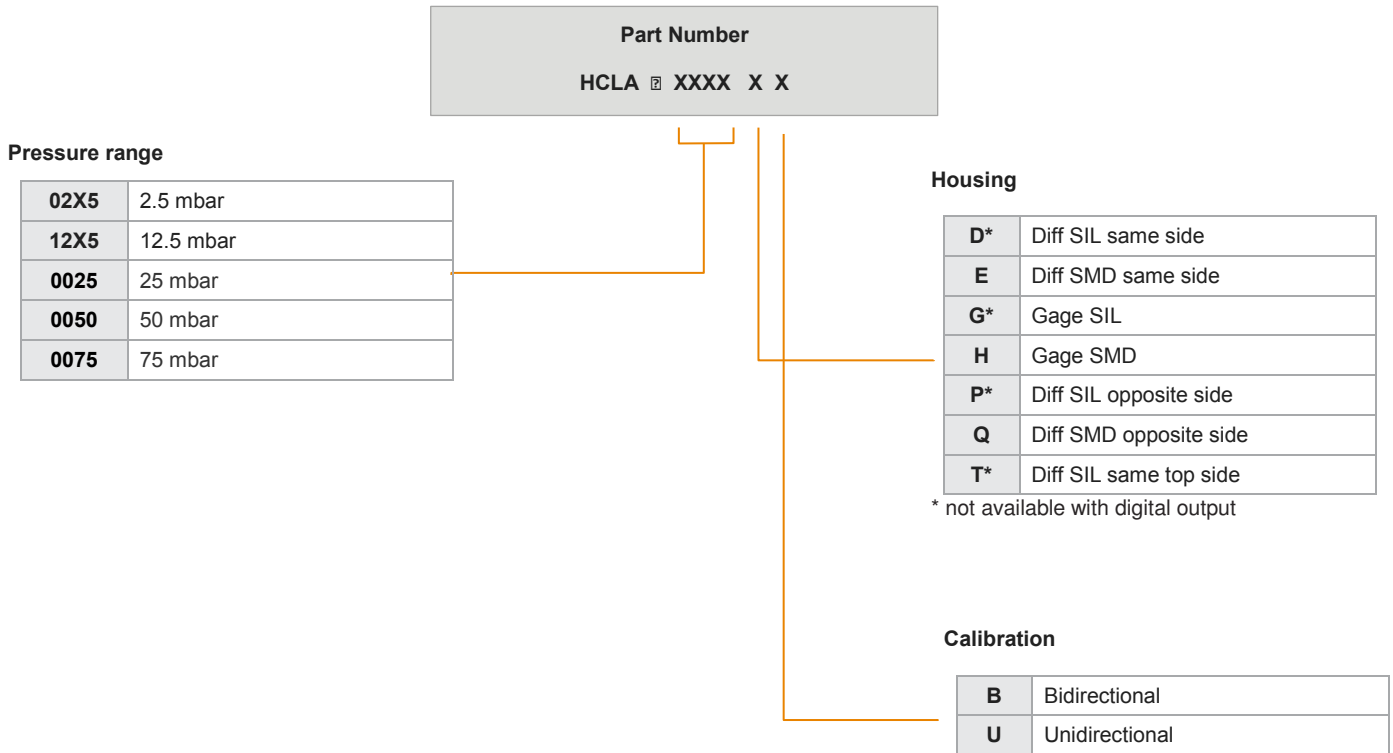 Part Number
HCLA ⍰ XXXX X X
Pressure range
02X5 2.5 mbar
12X5 12.5 mbar
0025 25 mbar
0050 50 mbar
0075 75 mbar
Housing
D* Diff SIL same side
E Diff SMD same side
G* Gage SIL
H Gage SMD
P* Diff SIL opposite side
Q Diff SMD opposite side
T* Diff SIL same top side
* not available with digital output
Calibration
B Bidirectional
U Unidirectional